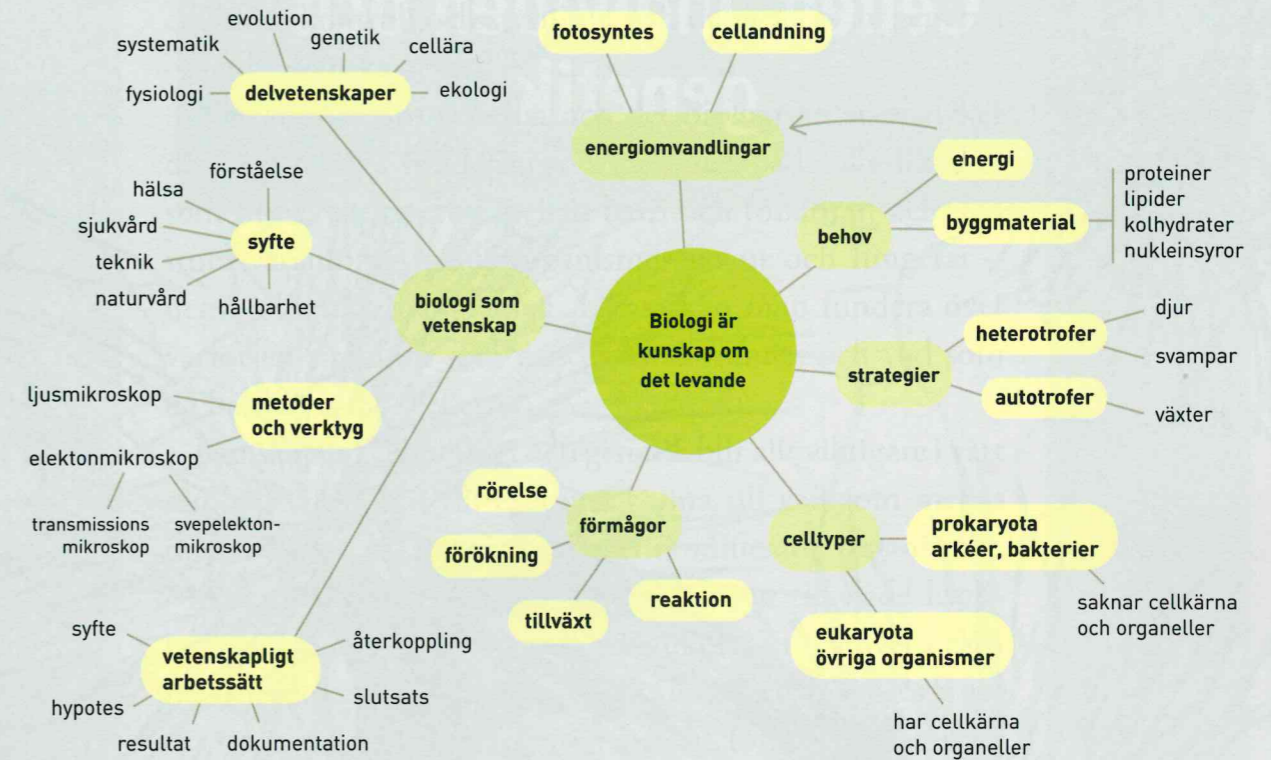 genetik
evolution
genetik
systematik
cellära
fysiologi
delvetenskaper
ekologi
fotosyntes
cellandning
energiomvandlingar
energi
behov
byggmaterial
proteiner
lipider
kolhydrater
nukleinsyror
förståelse
hälsa
sjukvård
syfte
teknik
naturvård
hållbarhet
biologi som
vetenskap
Biologi är
kunskap om
det levande
djur
heterotrofer
svampar
strategier
autotrofer
växter
ljusmikroskop
metoder
och verktyg
elektonmikroskop
transmissions
mikroskop
svepelekton-
mikroskop
rörelse
förmågor
förökning
tillväxt
reaktion
celltyper
prokaryota
arkéer, bakterier
saknar cellkärna
och organeller
eukaryota
övriga organismer
har cellkärna
och organeller
syfte
vetenskapligt
arbetssätt
återkoppling
slutsats
hypotes
resultat
dokumentation